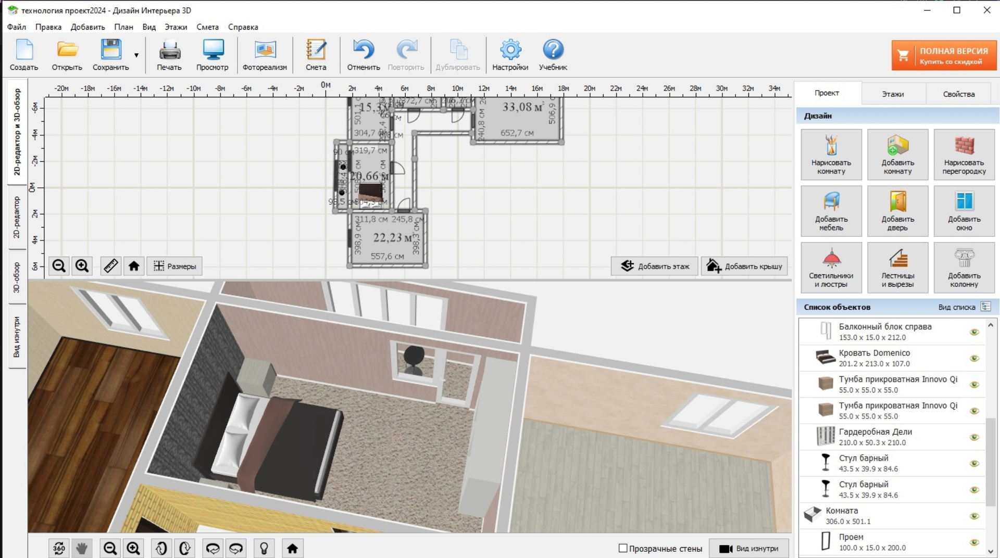 технология проект2024 - Дизайн Интерьера 3D
Файл Правка Добавить План Вид Этажи Смета Справка
Создать Открыть Сохранить Печать Просмотр Фотореализм Смета Отменить Повторить Дублировать Настройки Учебник
ПОЛНАЯ ВЕРСИЯ
Купить со скидкой
2D-редактор и 3D-обзор
2D-редактор
3D-обзор
Вид изнутри
-20м -18м -16м -14м -12м -10м -8м -6м -4м -2м 0м 2м 4м 6м 8м 10м 12м 14м 16м 18м 20м 22м 24м 26м 28м 30м 32м 34м
-6м
-4м
-2м
0м
2м
4м
6м
33,08 м²
506,9 с
240,8 см
652,7 см
501,1
304,7 см
319,7 см
90 см
20,66 м
304,3 см
311,8 см 245,8 см
398,9 см
22,23 м²
398,3 см
557,6 см
Размеры
Добавить этаж
Добавить крышу
Проект Этажи Свойства
Дизайн
Нарисовать комнату
Добавить комнату
Нарисовать перегородку
Добавить мебель
Добавить дверь
Добавить окно
Светильники и люстры
Лестницы и вырезы
Добавить колонну
Список объектов Вид списка
Балконный блок справа
153.0 x 15.0 x 212.0
Кровать Domenico
201.2 x 213.0 x 107.0
Тумба прикроватная Innovo Qi
55.0 x 55.0 x 55.0
Тумба прикроватная Innovo Qi
55.0 x 55.0 x 55.0
Гардеробная Дели
210.0 x 50.3 x 210.0
Стул барный
43.5 x 39.9 x 84.6
Стул барный
43.5 x 39.9 x 84.6
Комната
306.0 x 501.1
Проем
100.0 x 15.0 x 200.0
360
Прозрачные стены
Вид изнутри